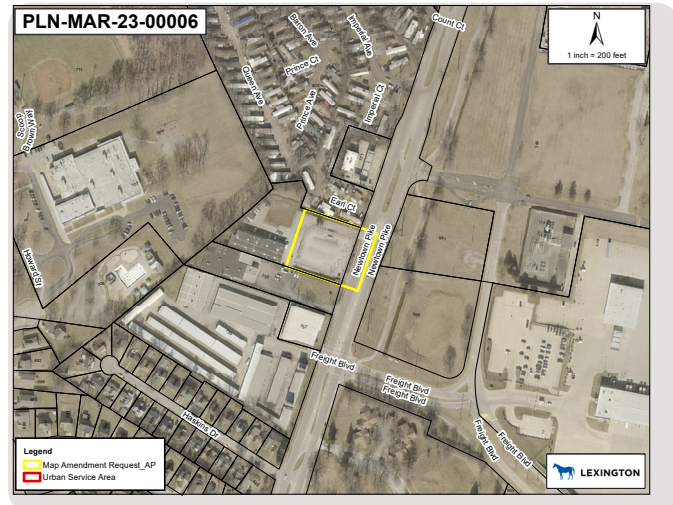 PLN-MAR-23-00006
N
1 inch = 200 feet
Baron Ave
Imperial Ave
Count Ct
Prince Ct
Queen Ave
Prince Ave
Imperial Ct
Scoop
Brown Way
Earl Ct
Newtown Pike
Newtown Pike
Howard St
Freight Blvd
Freight Blvd
Freight Blvd
Haskins Dr
Freight Blvd
Freight Blvd
Legend
Map Amendment Request_AP
Urban Service Area
LEXINGTON